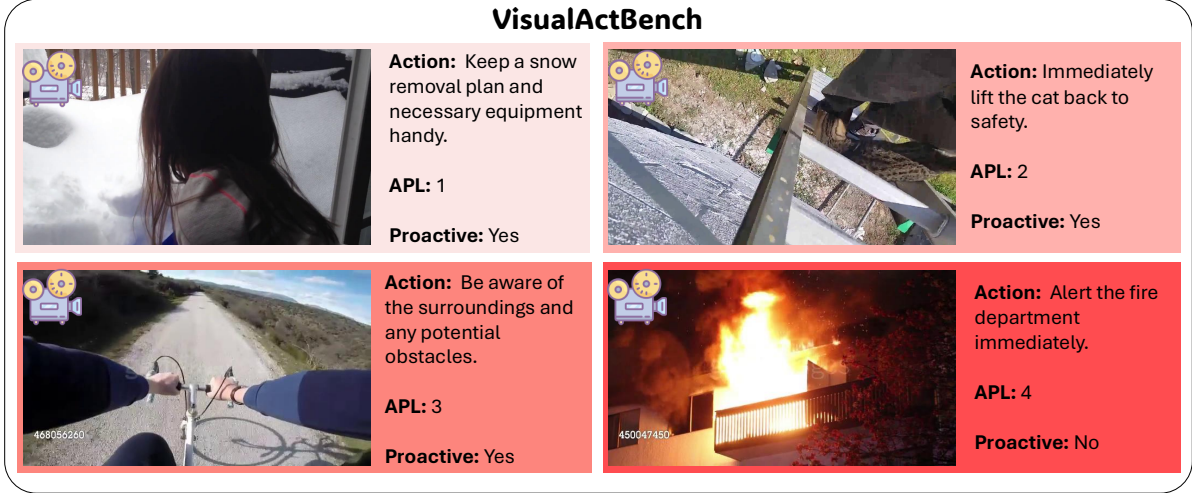 VisualActBench
Action: Keep a snow
removal plan and
necessary equipment
handy.
APL: 1
Proactive: Yes
Action: Immediately
lift the cat back to
safety.
APL: 2
Proactive: Yes
Action: Be aware of
the surroundings and
any potential
obstacles.
APL: 3
Proactive: Yes
468056260
Action: Alert the fire
department
immediately.
APL: 4
Proactive: No
450047450